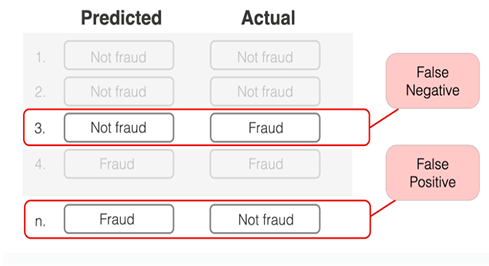 Predicted Actual
1. Not fraud Not fraud
2. Not fraud Not fraud
3. Not fraud Fraud
False
Negative
4. Fraud Fraud
False
Positive
n. Fraud Not fraud